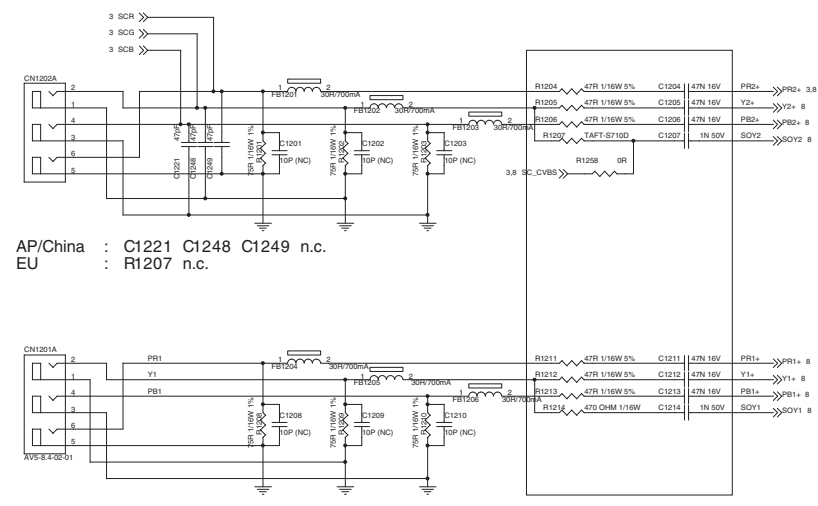 3 SCR
3 SCG
3 SCB
CN1202A
2
1
4
3
6
5
47pF
47pF
47pF
C1221
C1248
C1249
75R 1/16W 1%
R1201
C1201
10P (NC)
75R 1/16W 1%
R1202
C1202
10P (NC)
75R 1/16W 1%
R1203
C1203
10P (NC)
1 2
FB1201 30R/700mA
1 2
FB1202 30R/700mA
1 2
FB1203 30R/700mA
R1204 47R 1/16W 5% C1204 47N 16V PR2+ PR2+ 3,8
R1205 47R 1/16W 5% C1205 47N 16V Y2+ Y2+ 8
R1206 47R 1/16W 5% C1206 47N 16V PB2+ PB2+ 8
R1207 TAFT-S710D C1207 1N 50V SOY2 SOY2 8
R1258 0R
3,8 SC_CVBS
AP/China : C1221 C1248 C1249 n.c.
EU : R1207 n.c.
CN1201A
2
1
4
3
6
5
AV5-8.4-02-01
PR1
Y1
PB1
1 2
FB1204 30R/700mA
1 2
FB1205 30R/700mA
1 2
FB1206 30R/700mA
75R 1/16W 1%
C1208
10P (NC)
75R 1/16W 1%
C1209
10P (NC)
75R 1/16W 1%
R1210
C1210
10P (NC)
R1211 47R 1/16W 5% C1211 47N 16V PR1+ PR1+ 8
R1212 47R 1/16W 5% C1212 47N 16V Y1+ Y1+ 8
R1213 47R 1/16W 5% C1213 47N 16V PB1+ PB1+ 8
R1214 470 OHM 1/16W C1214 1N 50V SOY1 SOY1 8